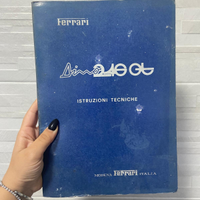 Ferrari
Dino 246 GT
ISTRUZIONI TECNICHE
Ferrari